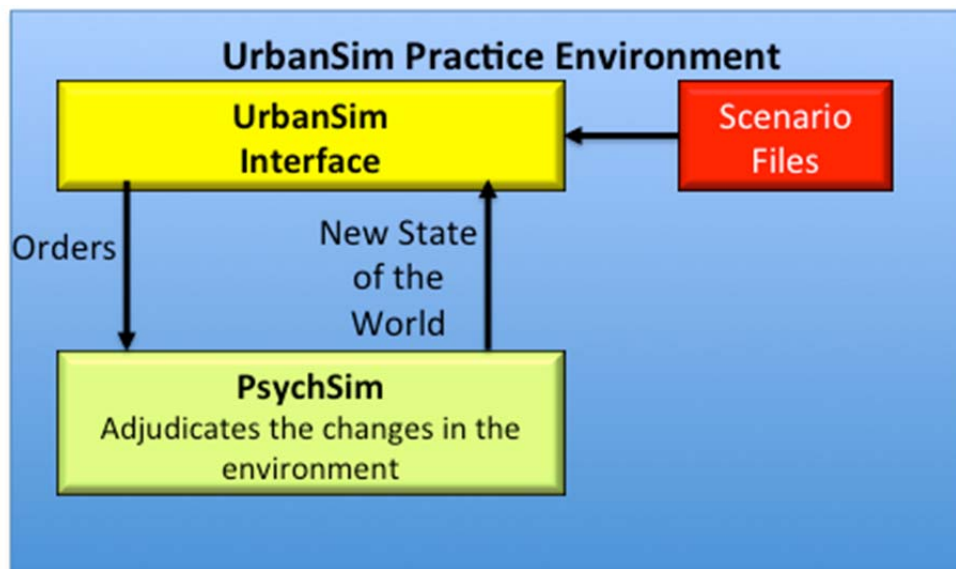 UrbanSim Practice Environment
UrbanSim
Interface
Scenario
Files
Orders
New State
of the
World
PsychSim
Adjudicates the changes in the
environment